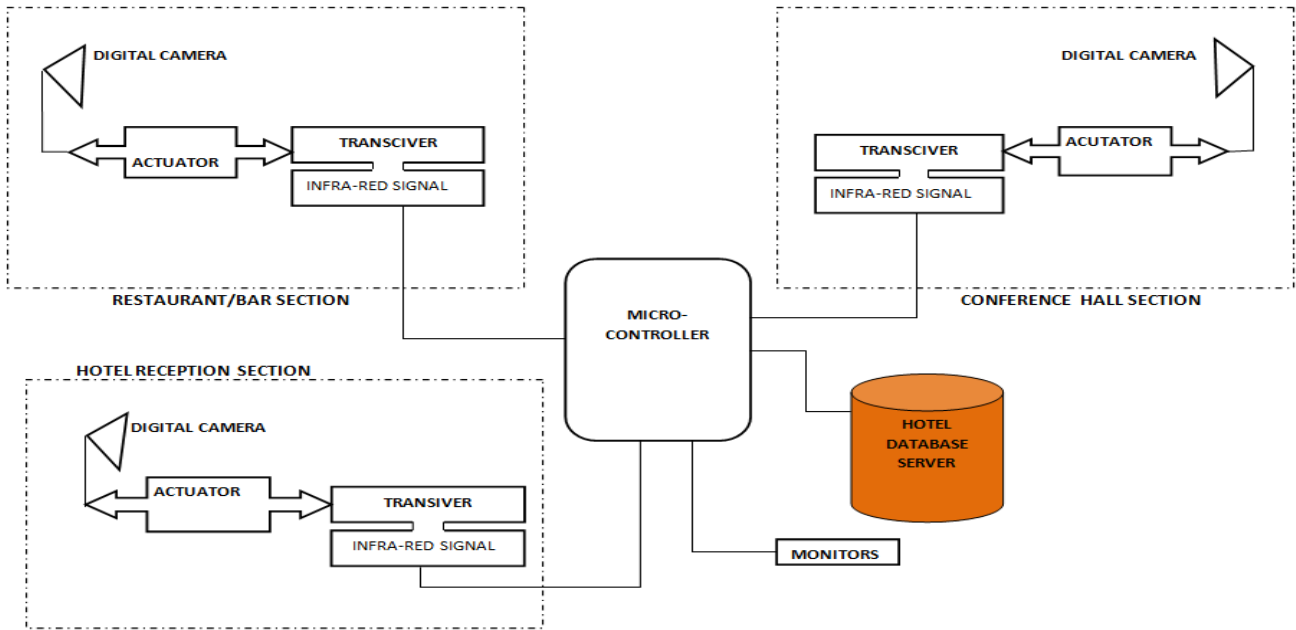 DIGITAL CAMERA
ACTUATOR
TRANSCIVER
INFRA-RED SIGNAL
RESTAURANT/BAR SECTION
DIGITAL CAMERA
TRANSCIVER
ACUTATOR
INFRA-RED SIGNAL
CONFERENCE HALL SECTION
MICRO-
CONTROLLER
HOTEL RECEPTION SECTION
DIGITAL CAMERA
ACTUATOR
TRANSIVER
INFRA-RED SIGNAL
HOTEL
DATABASE
SERVER
MONITORS